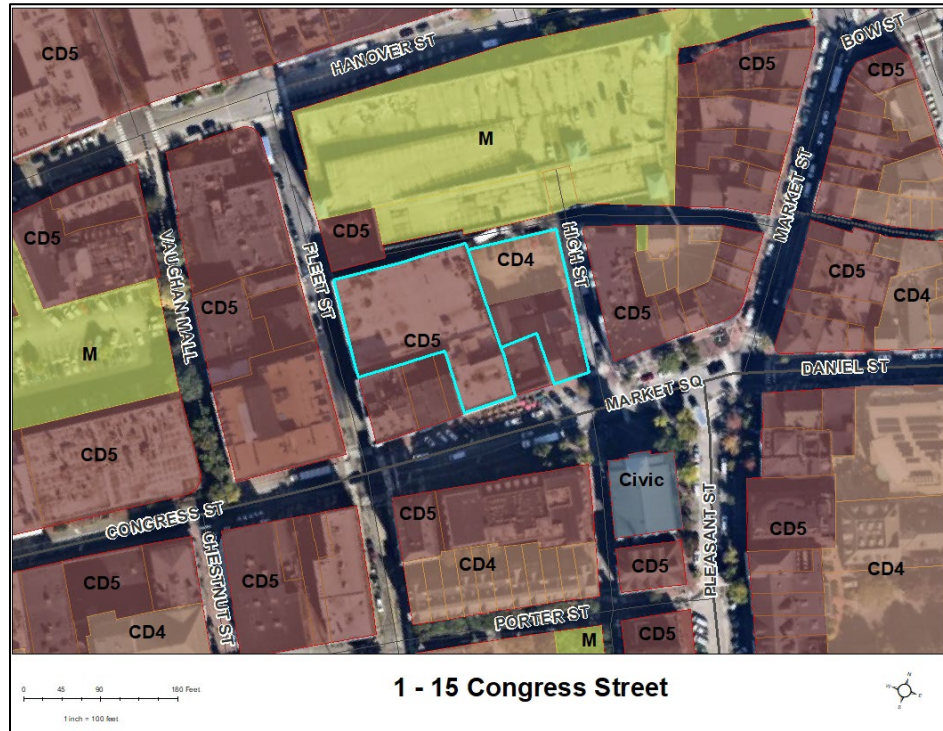 CD5
HANOVER ST
CD5
BOW ST
CD5
M
MARKET ST
CD5
VAUGHAN MALL
FLEET ST
CD5
CD4
HIGH ST
CD5
CD4
M
CD5
CD5
CD5
CD5
MARKET SQ
DANIEL ST
CD5
CONGRESS ST
CHESTNUT ST
CD5
CD5
CD5
CD4
Civic
PLEASANT ST
CD5
CD4
CD5
CD4
PORTER ST
M
CD5
0 45 90 180 Feet
1 inch = 100 feet
1 - 15 Congress Street
N
E
S
W